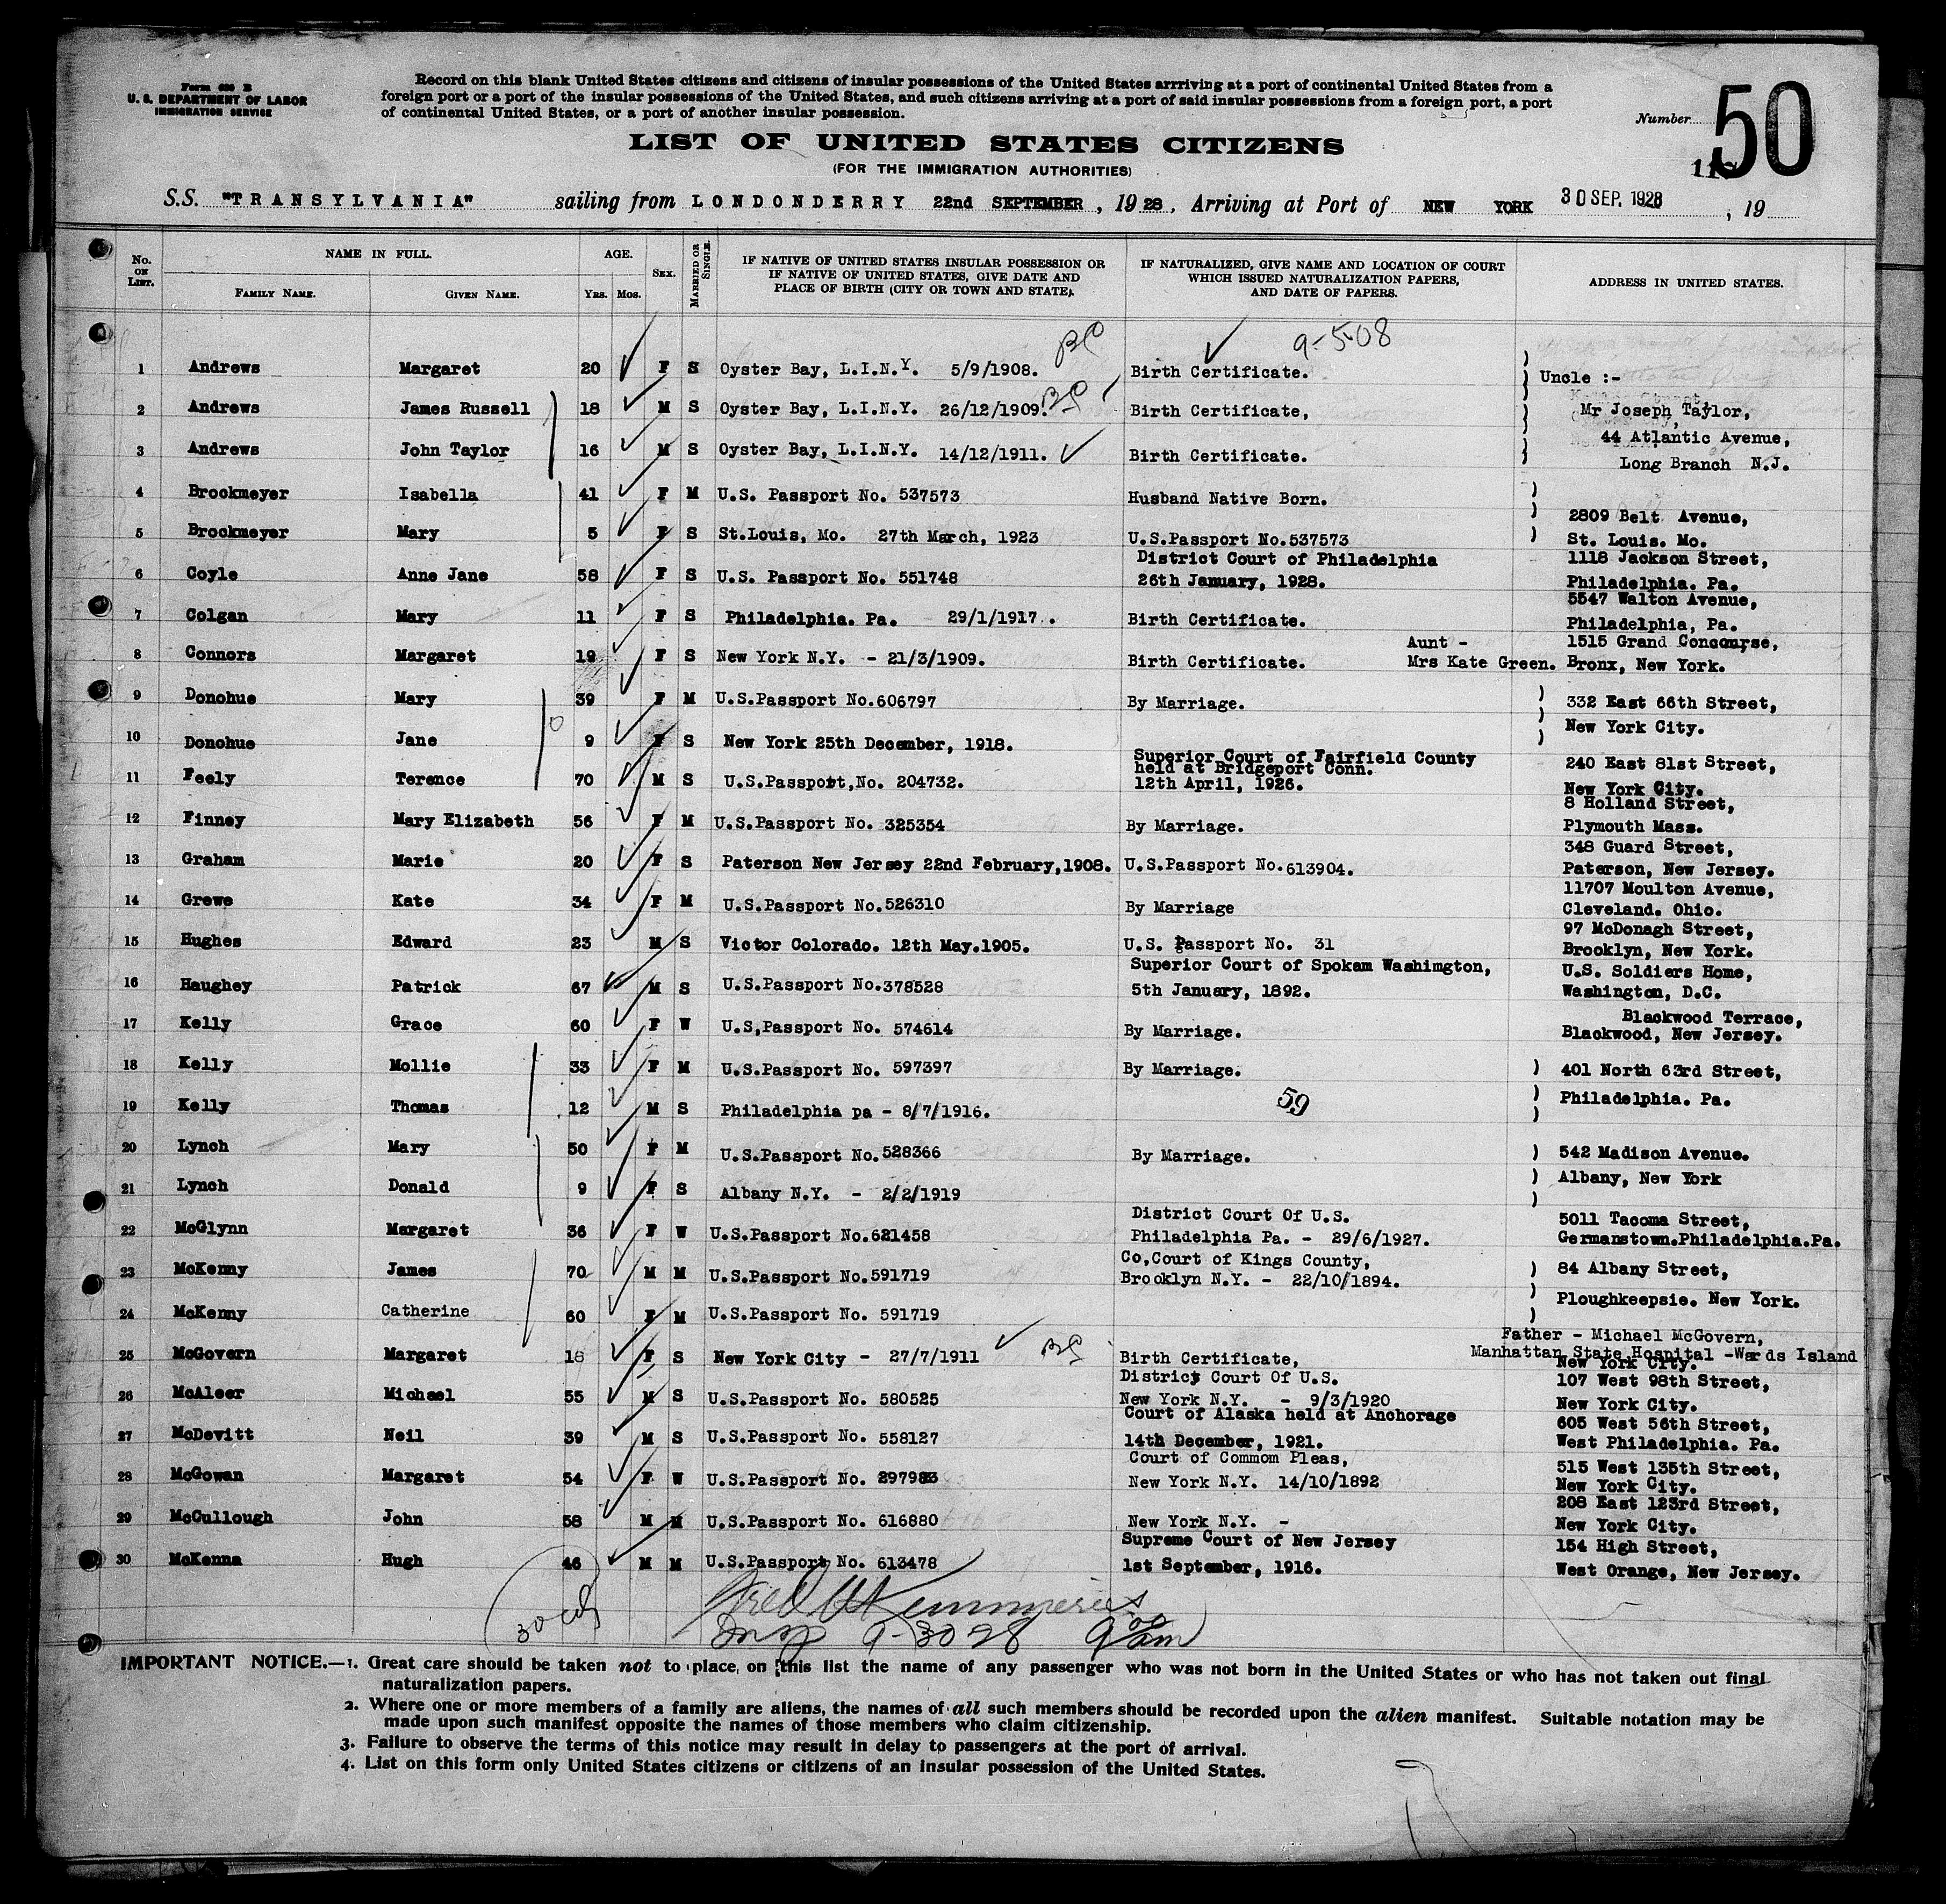 Form 630 B
U. S. DEPARTMENT OF LABOR
IMMIGRATION SERVICE
Record on this blank United States citizens and citizens of insular possessions of the United States arrriving at a port of continental United States from a
foreign port or a port of the insular possessions of the United States, and such citizens arriving at a port of said insular possessions from a foreign port, a port
of continental United States, or a port of another insular possession.
Number 50
LIST OF UNITED STATES CITIZENS
(FOR THE IMMIGRATION AUTHORITIES)
S.S. "TRANSYLVANIA" sailing from LONDONDERRY 22nd SEPTEMBER, 1928, Arriving at Port of NEW YORK 30 SEP. 1928, 19
No. ON LIST. NAME IN FULL. AGE. SEX. MARRIED OR SINGLE. IF NATIVE OF UNITED STATES INSULAR POSSESSION OR IF NATIVE OF UNITED STATES, GIVE DATE AND PLACE OF BIRTH (CITY OR TOWN AND STATE). IF NATURALIZED, GIVE NAME AND LOCATION OF COURT WHICH ISSUED NATURALIZATION PAPERS, AND DATE OF PAPERS. ADDRESS IN UNITED STATES.
FAMILY NAME. GIVEN NAME. YRS. MOS.
BC 9-5-08
1 Andrews Margaret 20 F S Oyster Bay, L.I.N.Y. 5/9/1908. Birth Certificate. Uncle :-
2 Andrews James Russell 18 M S Oyster Bay, L.I.N.Y. 26/12/1909. BC Birth Certificate, Mr Joseph Taylor,
3 Andrews John Taylor 16 M S Oyster Bay, L.I.N.Y. 14/12/1911. Birth Certificate. 44 Atlantic Avenue,
Long Branch N.J.
4 Brockmeyer Isabella 41 F M U.S. Passport No. 537573 Husband Native Born.
2809 Belt Avenue,
5 Brockmeyer Mary 5 F S St.Louis, Mo. 27th March, 1923 U.S.Passport No.537573 St. Louis. Mo.
District Court of Philadelphia 1118 Jackson Street,
6 Coyle Anne Jane 58 F S U.S. Passport No. 551748 26th January, 1928. Philadelphia. Pa.
5547 Walton Avenue,
7 Colgan Mary 11 F S Philadelphia. Pa. 29/1/1917. Birth Certificate. Philadelphia, Pa.
Aunt - 1515 Grand Concourse,
8 Connors Margaret 19 F S New York N.Y. - 21/3/1909. Birth Certificate. Mrs Kate Green. Bronx, New York.
9 Donohue Mary 39 F M U.S.Passport No.606797 By Marriage. 332 East 66th Street,
New York City.
10 Donohue Jane 9 F S New York 25th December, 1918.
Superior Court of Fairfield County
held at Bridgeport Conn. 240 East 81st Street,
11 Feely Terence 70 M S U.S.Passport,No. 204732. 12th April, 1926. New York City.
8 Holland Street,
12 Finney Mary Elizabeth 56 F M U.S.Passport No. 325354 By Marriage. Plymouth Mass.
348 Guard Street,
13 Graham Marie 20 F S Paterson New Jersey 22nd February,1908. U.S.Passport No.613904. Paterson, New Jersey.
11707 Moulton Avenue,
14 Grewe Kate 34 F M U.S.Passport No.526310 By Marriage Cleveland. Ohio.
97 McDonagh Street,
15 Hughes Edward 23 M S Victor Colorado. 12th May.1905. U.S. Passport No. 31 Brooklyn, New York.
Superior Court of Spokam Washimgton, U.S. Soldiers Home,
16 Haughey Patrick 67 M S U.S.Passport No.378528 5th January, 1892. Washington, D.C.
Blackwood Terrace,
17 Kelly Grace 60 F W U.S,Passport No. 574614 By Marriage. Blackwood, New Jersey.
18 Kelly Mollie 33 F M U.S.Passport No. 597397 By Marriage. 401 North 63rd Street,
19 Kelly Thomas 12 M S Philadelphia pa - 8/7/1916. 59 Philadelphia. Pa.
20 Lynch Mary 50 F M U.S.Passport No.528366 By Marriage. 542 Madison Avenue.
21 Lynch Donald 9 F S Albany N.Y. - 2/2/1919 Albany, New York
District Court Of U.S. 5011 Tacoma Street,
22 McGlynn Margaret 36 F W U.S.Passport No.621458 Philadelphia Pa. - 29/6/1927. Germanstown.Philadelphia.Pa.
Co,Court of Kings County,
23 McKenny James 70 M M U.S.Passport No.591719 Brooklyn N.Y. - 22/10/1894. 84 Albany Street,
Ploughkeepsie. New York.
24 McKenny Catherine 60 F M U.S.Passport No. 591719
Father - Michael McGovern,
25 McGovern Margaret 16 F S New York City - 27/7/1911 BC Birth Certificate, Manhattan State Hospital -Wards Island
New York City.
District Court Of U.S. 107 West 98th Street,
26 McAleer Michael 55 M S U.S.Passport No. 580525 New York N.Y. - 9/3/1920 New York City.
Court of Alaska held at Anchorage 605 West 56th Street,
27 McDevitt Neil 39 M S U.S.Passport No. 558127 14th December, 1921. West Philadelphia. Pa.
Court of Commom Pleas, 515 West 135th Street,
28 McGowan Margaret 54 F W U.S.Passport No. 297983 New York N.Y. 14/10/1892 New York City.
208 East 123rd Street,
29 McCullough John 58 M M U.S.Passport No. 616880 New York N.Y. - New York City.
Supreme Court of New Jersey 154 High Street,
30 McKenna Hugh 46 M M U.S.Passport No. 613478 1st September, 1916. West Orange, New Jersey.
30
Insp 9-30-28 9 00 am
IMPORTANT NOTICE.—1. Great care should be taken not to place on this list the name of any passenger who was not born in the United States or who has not taken out final
naturalization papers.
2. Where one or more members of a family are aliens, the names of all such members should be recorded upon the alien manifest. Suitable notation may be
made upon such manifest opposite the names of those members who claim citizenship.
3. Failure to observe the terms of this notice may result in delay to passengers at the port of arrival.
4. List on this form only United States citizens or citizens of an insular possession of the United States.